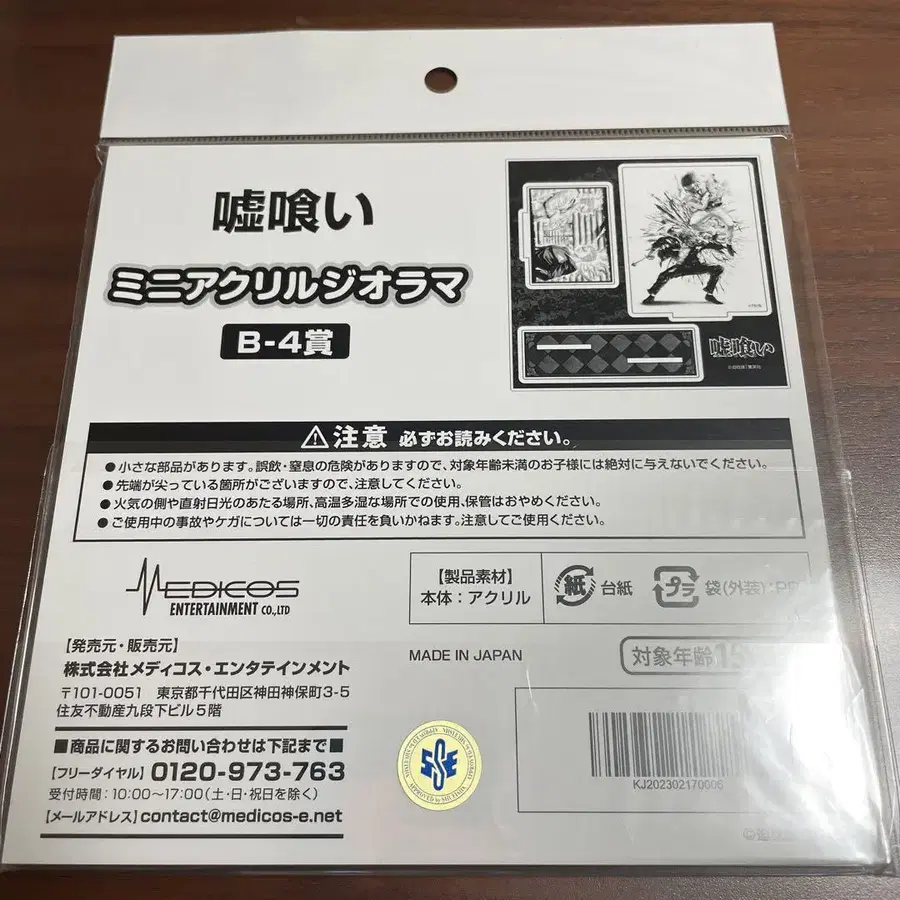 嘘喰い
ミニアクリルジオラマ
B-4賞
嘘喰い
⚠注意 必ずお読みください。
●小さな部品があります。誤飲・窒息の危険がありますので、対象年齢未満のお子様には絶対に与えないでください。
●先端が尖っている箇所がございますので、注意してください。
●火気の側や直射日光のあたる場所、高温多湿な場所での使用、保管はおやめください。
●ご使用中の事故やケガについては一切の責任を負いかねます。注意してご使用ください。
MEDICOS
ENTERTAINMENT CO.,LTD
【製品素材】
本体：アクリル
紙 台紙
プラ 袋(外装)：PP
【発売元・販売元】
株式会社メディコス・エンタテインメント
〒101-0051 東京都千代田区神田神保町3-5
住友不動産九段下ビル5階
MADE IN JAPAN
対象年齢15
■商品に関するお問い合わせは下記まで■
【フリーダイヤル】0120-973-763
受付時間：10:00〜17:00(土・日・祝日を除く)
【メールアドレス】contact@medicos-e.net
KJ202302170006